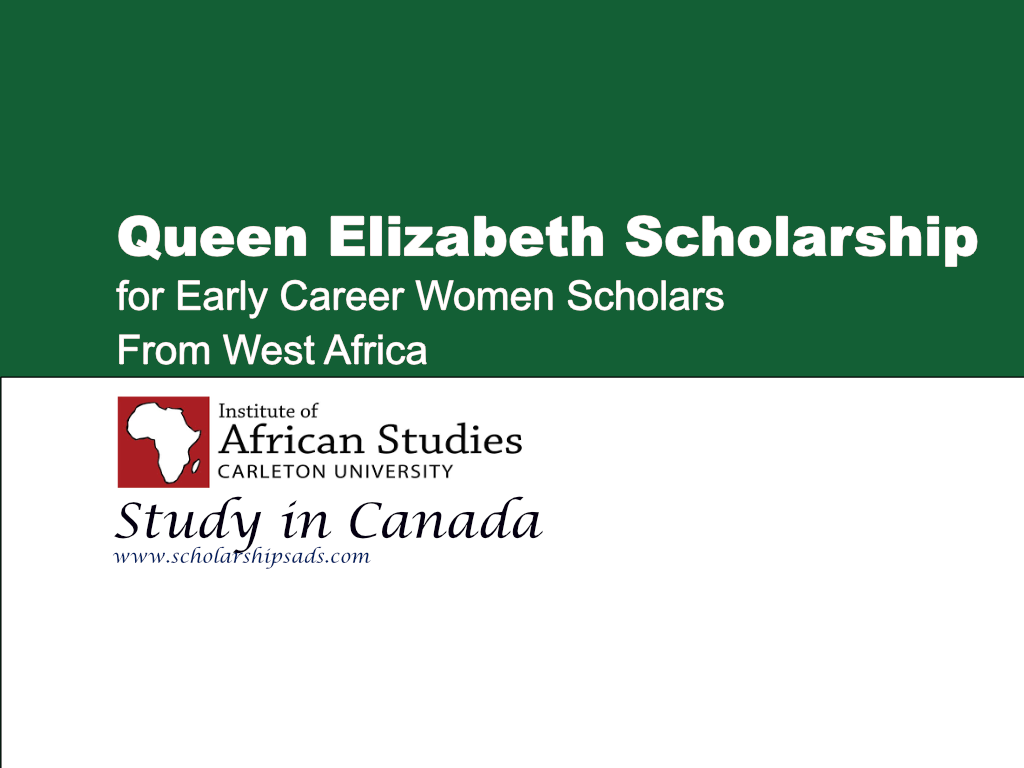 Queen Elizabeth Scholarship
for Early Career Women Scholars
From West Africa
Institute of
African Studies
CARLETON UNIVERSITY
Study in Canada
www.scholarshipsads.com